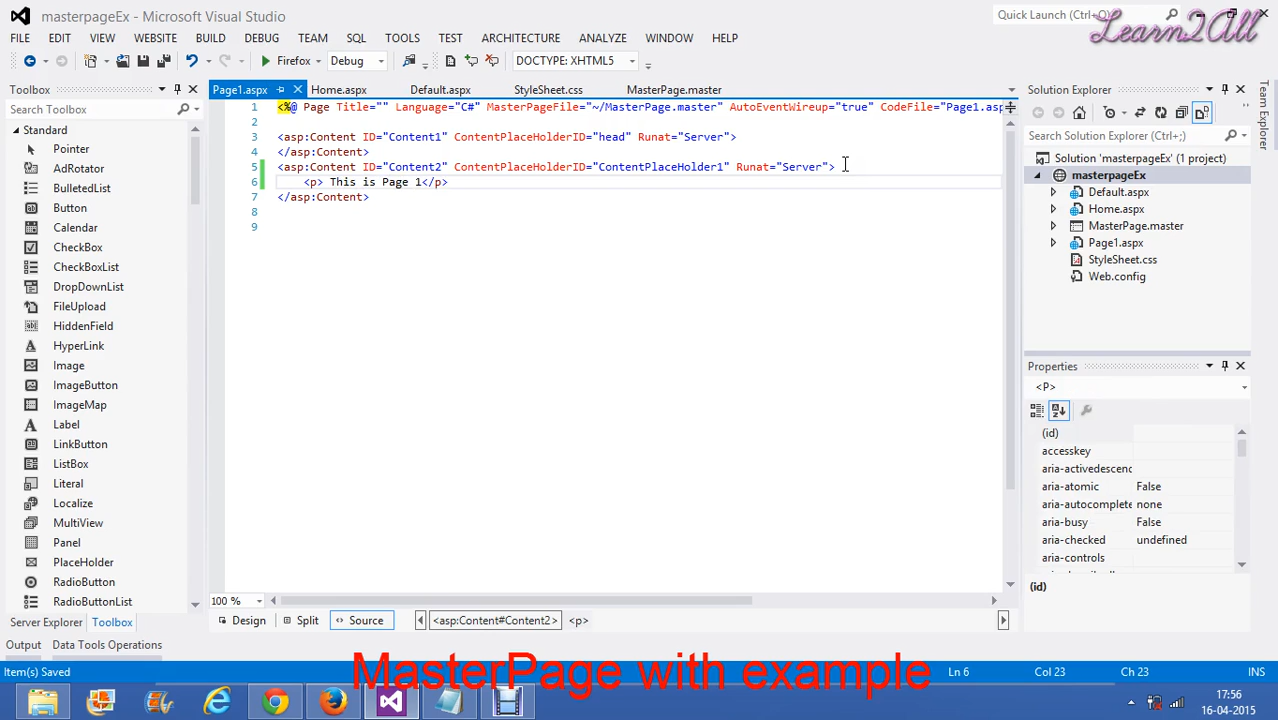 masterpageEx - Microsoft Visual Studio
Quick Launch (Ctrl+Q)
Learn2All
FILE EDIT VIEW WEBSITE BUILD DEBUG TEAM SQL TOOLS TEST ARCHITECTURE ANALYZE WINDOW HELP
Firefox Debug DOCTYPE: XHTML5
Toolbox
Search Toolbox
Standard
Pointer
AdRotator
BulletedList
Button
Calendar
CheckBox
CheckBoxList
DropDownList
FileUpload
HiddenField
HyperLink
Image
ImageButton
ImageMap
Label
LinkButton
ListBox
Literal
Localize
MultiView
Panel
PlaceHolder
RadioButton
RadioButtonList
Server Explorer Toolbox
Page1.aspx Home.aspx Default.aspx StyleSheet.css MasterPage.master
1 <%@ Page Title="" Language="C#" MasterPageFile="~/MasterPage.master" AutoEventWireup="true" CodeFile="Page1.asp
2
3 <asp:Content ID="Content1" ContentPlaceHolderID="head" Runat="Server">
4 </asp:Content>
5 <asp:Content ID="Content2" ContentPlaceHolderID="ContentPlaceHolder1" Runat="Server">
6 <p> This is Page 1</p>
7 </asp:Content>
8
9
100 %
Design Split Source <asp:Content#Content2> <p>
Solution Explorer
Search Solution Explorer
Solution 'masterpageEx' (1 project)
masterpageEx
Default.aspx
Home.aspx
MasterPage.master
Page1.aspx
StyleSheet.css
Web.config
Properties
<P>
(id)
accesskey
aria-activedescenc
aria-atomic False
aria-autocomplete none
aria-busy False
aria-checked undefined
aria-controls
(id)
Team Explorer
Output Data Tools Operations
Item(s) Saved Ln 6 Col 23 Ch 23 INS
MasterPage with example
17:56
16-04-2015